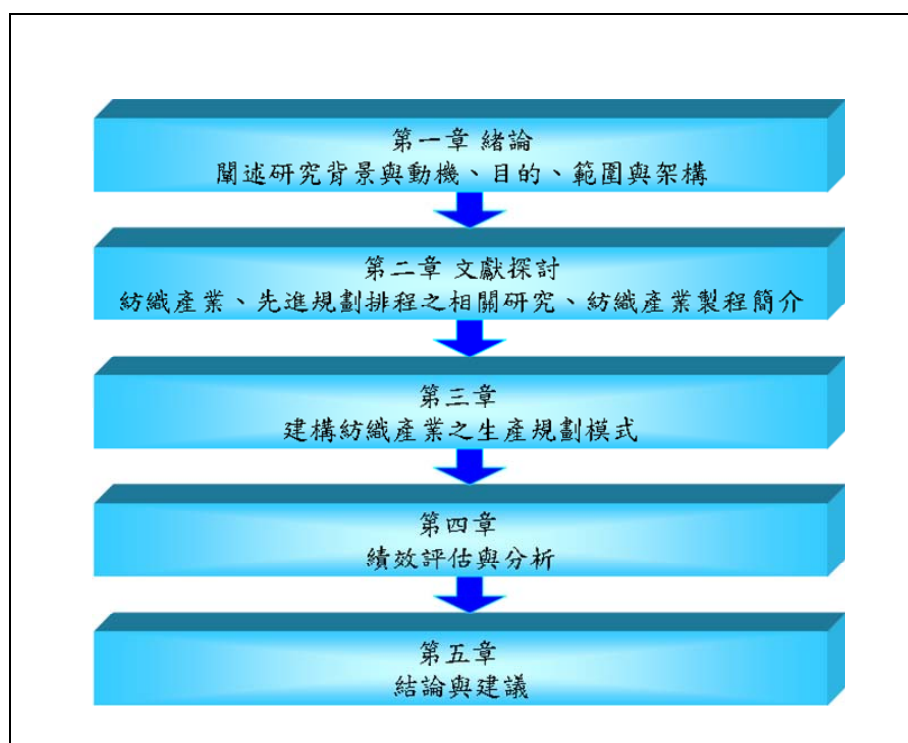 第一章 緒論
闡述研究背景與動機、目的、範圍與架構
第二章 文獻探討
紡織產業、先進規劃排程之相關研究、紡織產業製程簡介
第三章
建構紡織產業之生產規劃模式
第四章
績效評估與分析
第五章
結論與建議